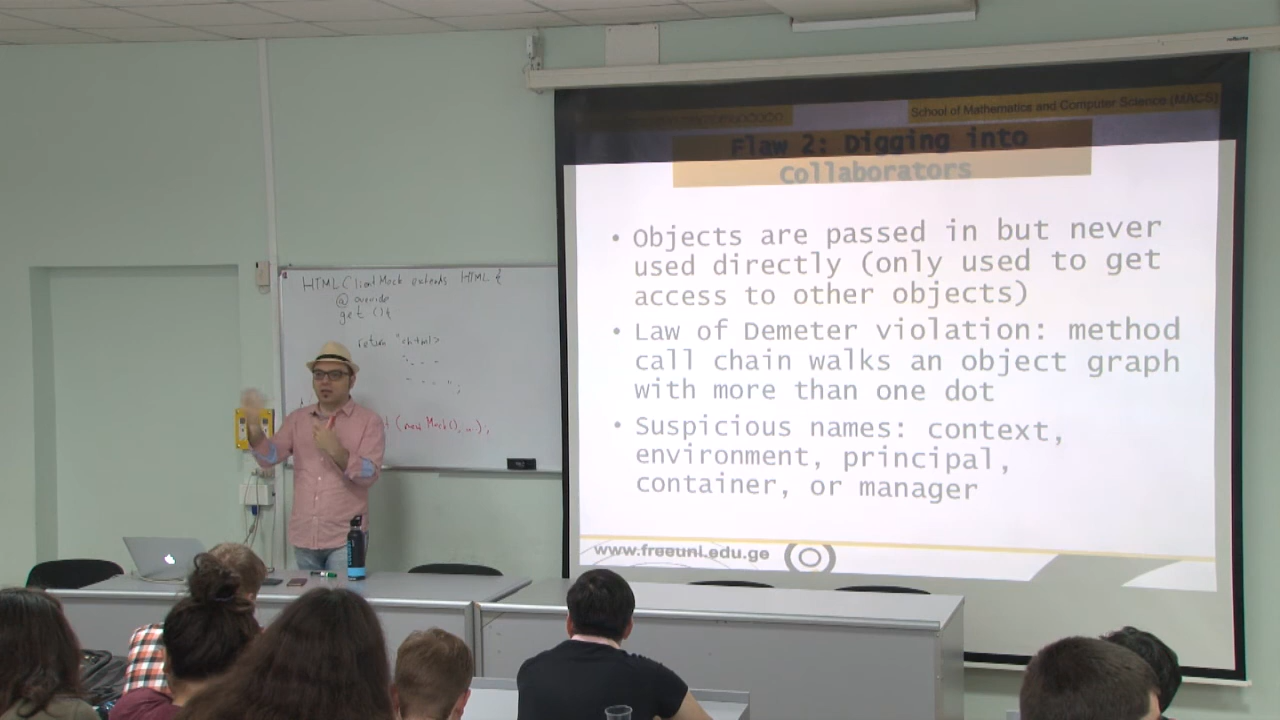 School of Mathematics and Computer Science (MACS)
Flaw 2: Digging into
Collaborators
• Objects are passed in but never
used directly (only used to get
access to other objects)
• Law of Demeter violation: method
call chain walks an object graph
with more than one dot
• Suspicious names: context,
environment, principal,
container, or manager
www.freeuni.edu.ge
HTMLClientMock extends HTML {
@ override
get () {
return "<html>
(new Mock(), ...);